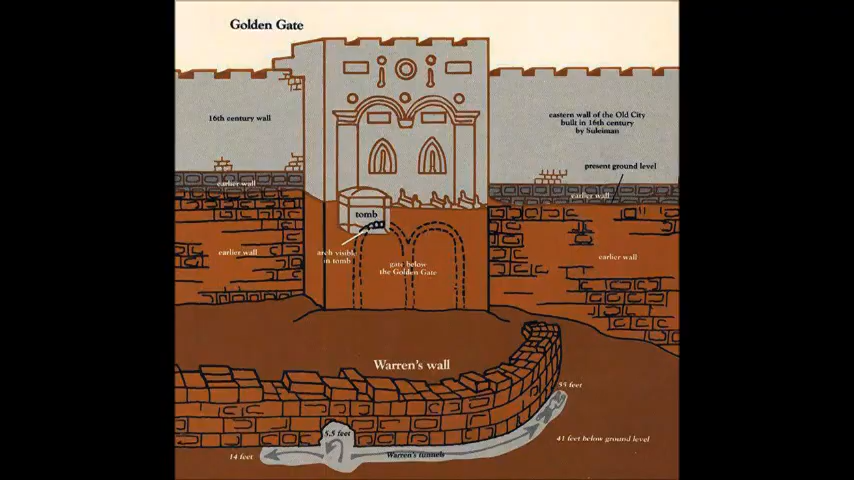 Golden Gate
16th century wall
eastern wall of the Old City
built in 16th century
by Suleiman
present ground level
earlier wall
earlier wall
tomb
earlier wall
arch visible
in tomb
gate below
the Golden Gate
earlier wall
Warren's wall
55 feet
5.5 feet
41 feet below ground level
14 feet
Warren's tunnels